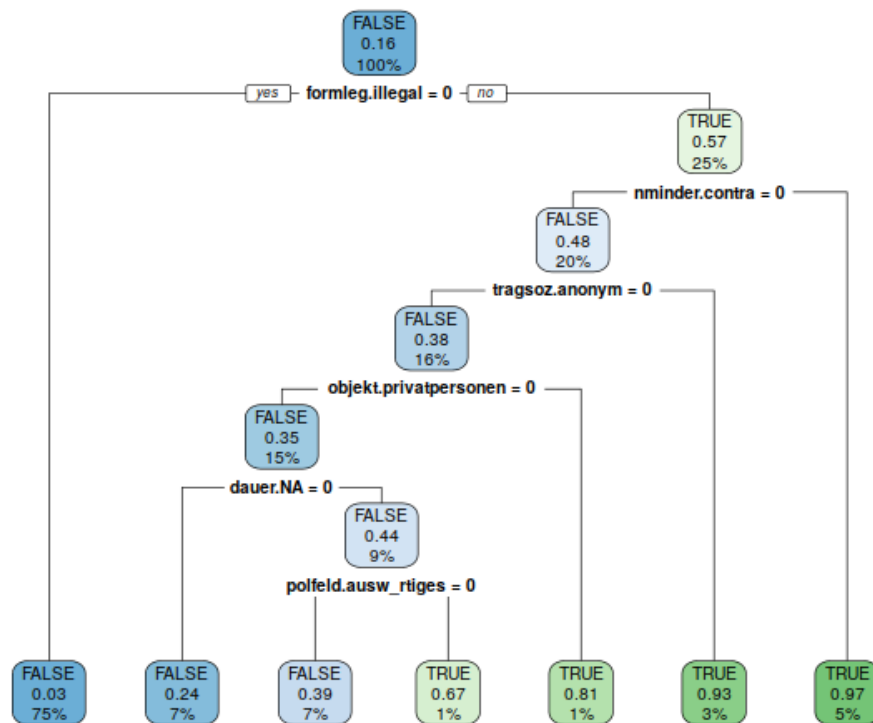 FALSE
0.16
100%
yes formleg.illegal = 0 no
TRUE
0.57
25%
nminder.contra = 0
FALSE
0.48
20%
tragsoz.anonym = 0
FALSE
0.38
16%
objekt.privatpersonen = 0
FALSE
0.35
15%
dauer.NA = 0
FALSE
0.44
9%
polfeld.ausw_rtiges = 0
FALSE FALSE FALSE TRUE TRUE TRUE TRUE
0.03 0.24 0.39 0.67 0.81 0.93 0.97
75% 7% 7% 1% 1% 3% 5%